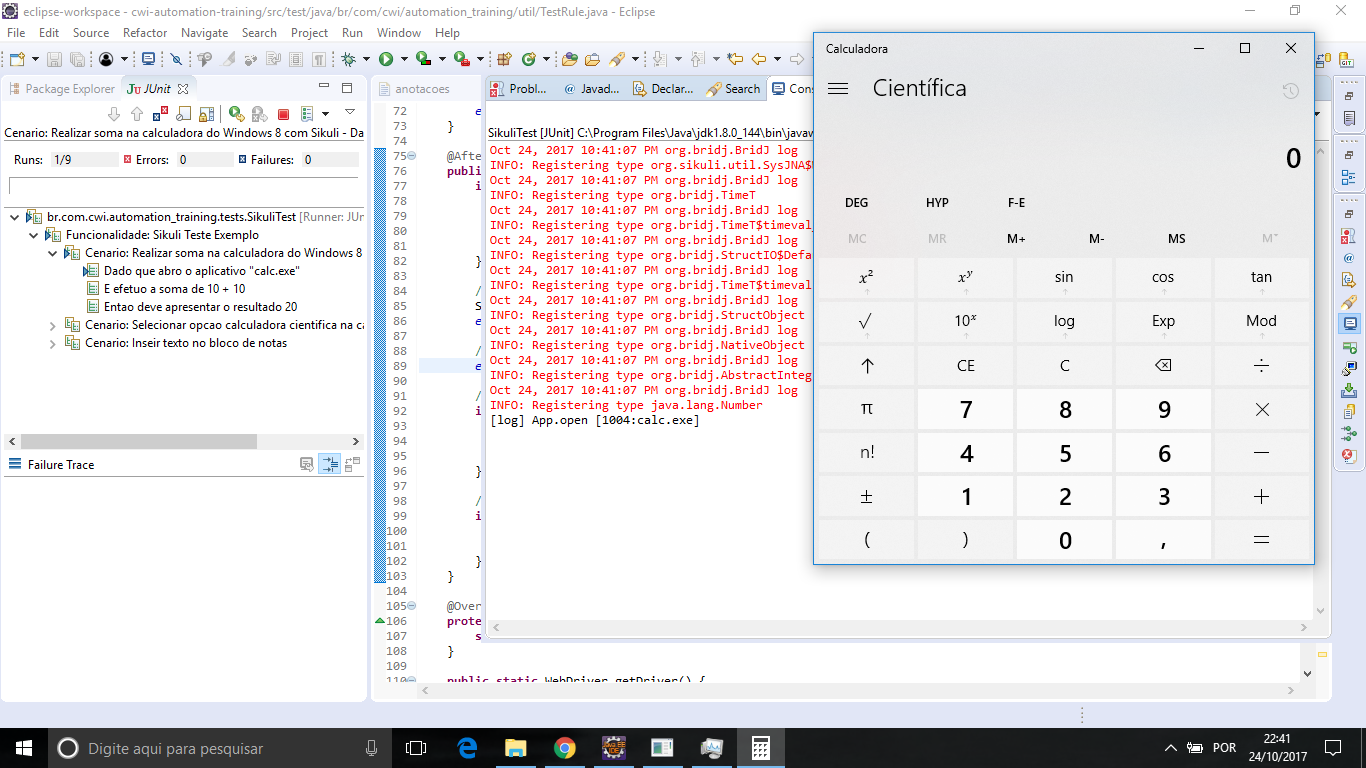 eclipse-workspace - cwi-automation-training/src/test/java/br/com/cwi/automation_training/util/TestRule.java - Eclipse
File Edit Source Refactor Navigate Search Project Run Window Help
Package Explorer JUnit
Cenario: Realizar soma na calculadora do Windows 8 com Sikuli - Da
Runs: 1/9 Errors: 0 Failures: 0
br.com.cwi.automation_training.tests.SikuliTest [Runner: JUr
Funcionalidade: Sikuli Teste Exemplo
Cenario: Realizar soma na calculadora do Windows 8
Dado que abro o aplicativo "calc.exe"
E efetuo a soma de 10 + 10
Entao deve apresentar o resultado 20
Cenario: Selecionar opcao calculadora cientifica na ca
Cenario: Inseir texto no bloco de notas
Failure Trace
anotacoes
72 e
73 }
74
75 @Afte
76 publi
77 i
78
79
80
81
82 }
83
84 /
85 S
86 e
87
88 /
89 e
90
91 /
92 i
93
94
95
96 }
97
98 /
99 i
100
101
102 }
103 }
104
105 @Over
106 prote
107 s
108 }
109
110 public static WebDriver getDriver() {
Probl... Javad... Declar... Search Cons
SikuliTest [JUnit] C:\Program Files\Java\jdk1.8.0_144\bin\javaw
Oct 24, 2017 10:41:07 PM org.bridj.BridJ log
INFO: Registering type org.sikuli.util.SysJNA$
Oct 24, 2017 10:41:07 PM org.bridj.BridJ log
INFO: Registering type org.bridj.TimeT
Oct 24, 2017 10:41:07 PM org.bridj.BridJ log
INFO: Registering type org.bridj.TimeT$timeval_
Oct 24, 2017 10:41:07 PM org.bridj.BridJ log
INFO: Registering type org.bridj.StructIO$Defa
Oct 24, 2017 10:41:07 PM org.bridj.BridJ log
INFO: Registering type org.bridj.TimeT$timeval
Oct 24, 2017 10:41:07 PM org.bridj.BridJ log
INFO: Registering type org.bridj.StructObject
Oct 24, 2017 10:41:07 PM org.bridj.BridJ log
INFO: Registering type org.bridj.NativeObject
Oct 24, 2017 10:41:07 PM org.bridj.BridJ log
INFO: Registering type org.bridj.AbstractInteg
Oct 24, 2017 10:41:07 PM org.bridj.BridJ log
INFO: Registering type java.lang.Number
[log] App.open [1004:calc.exe]
Calculadora
Científica
0
DEG HYP F-E
MC MR M+ M- MS M˅
x² xʸ sin cos tan
√ 10ˣ log Exp Mod
↑ CE C ⌫ ÷
π 7 8 9 ×
n! 4 5 6 −
± 1 2 3 +
( ) 0 , =
Digite aqui para pesquisar
POR
22:41
24/10/2017